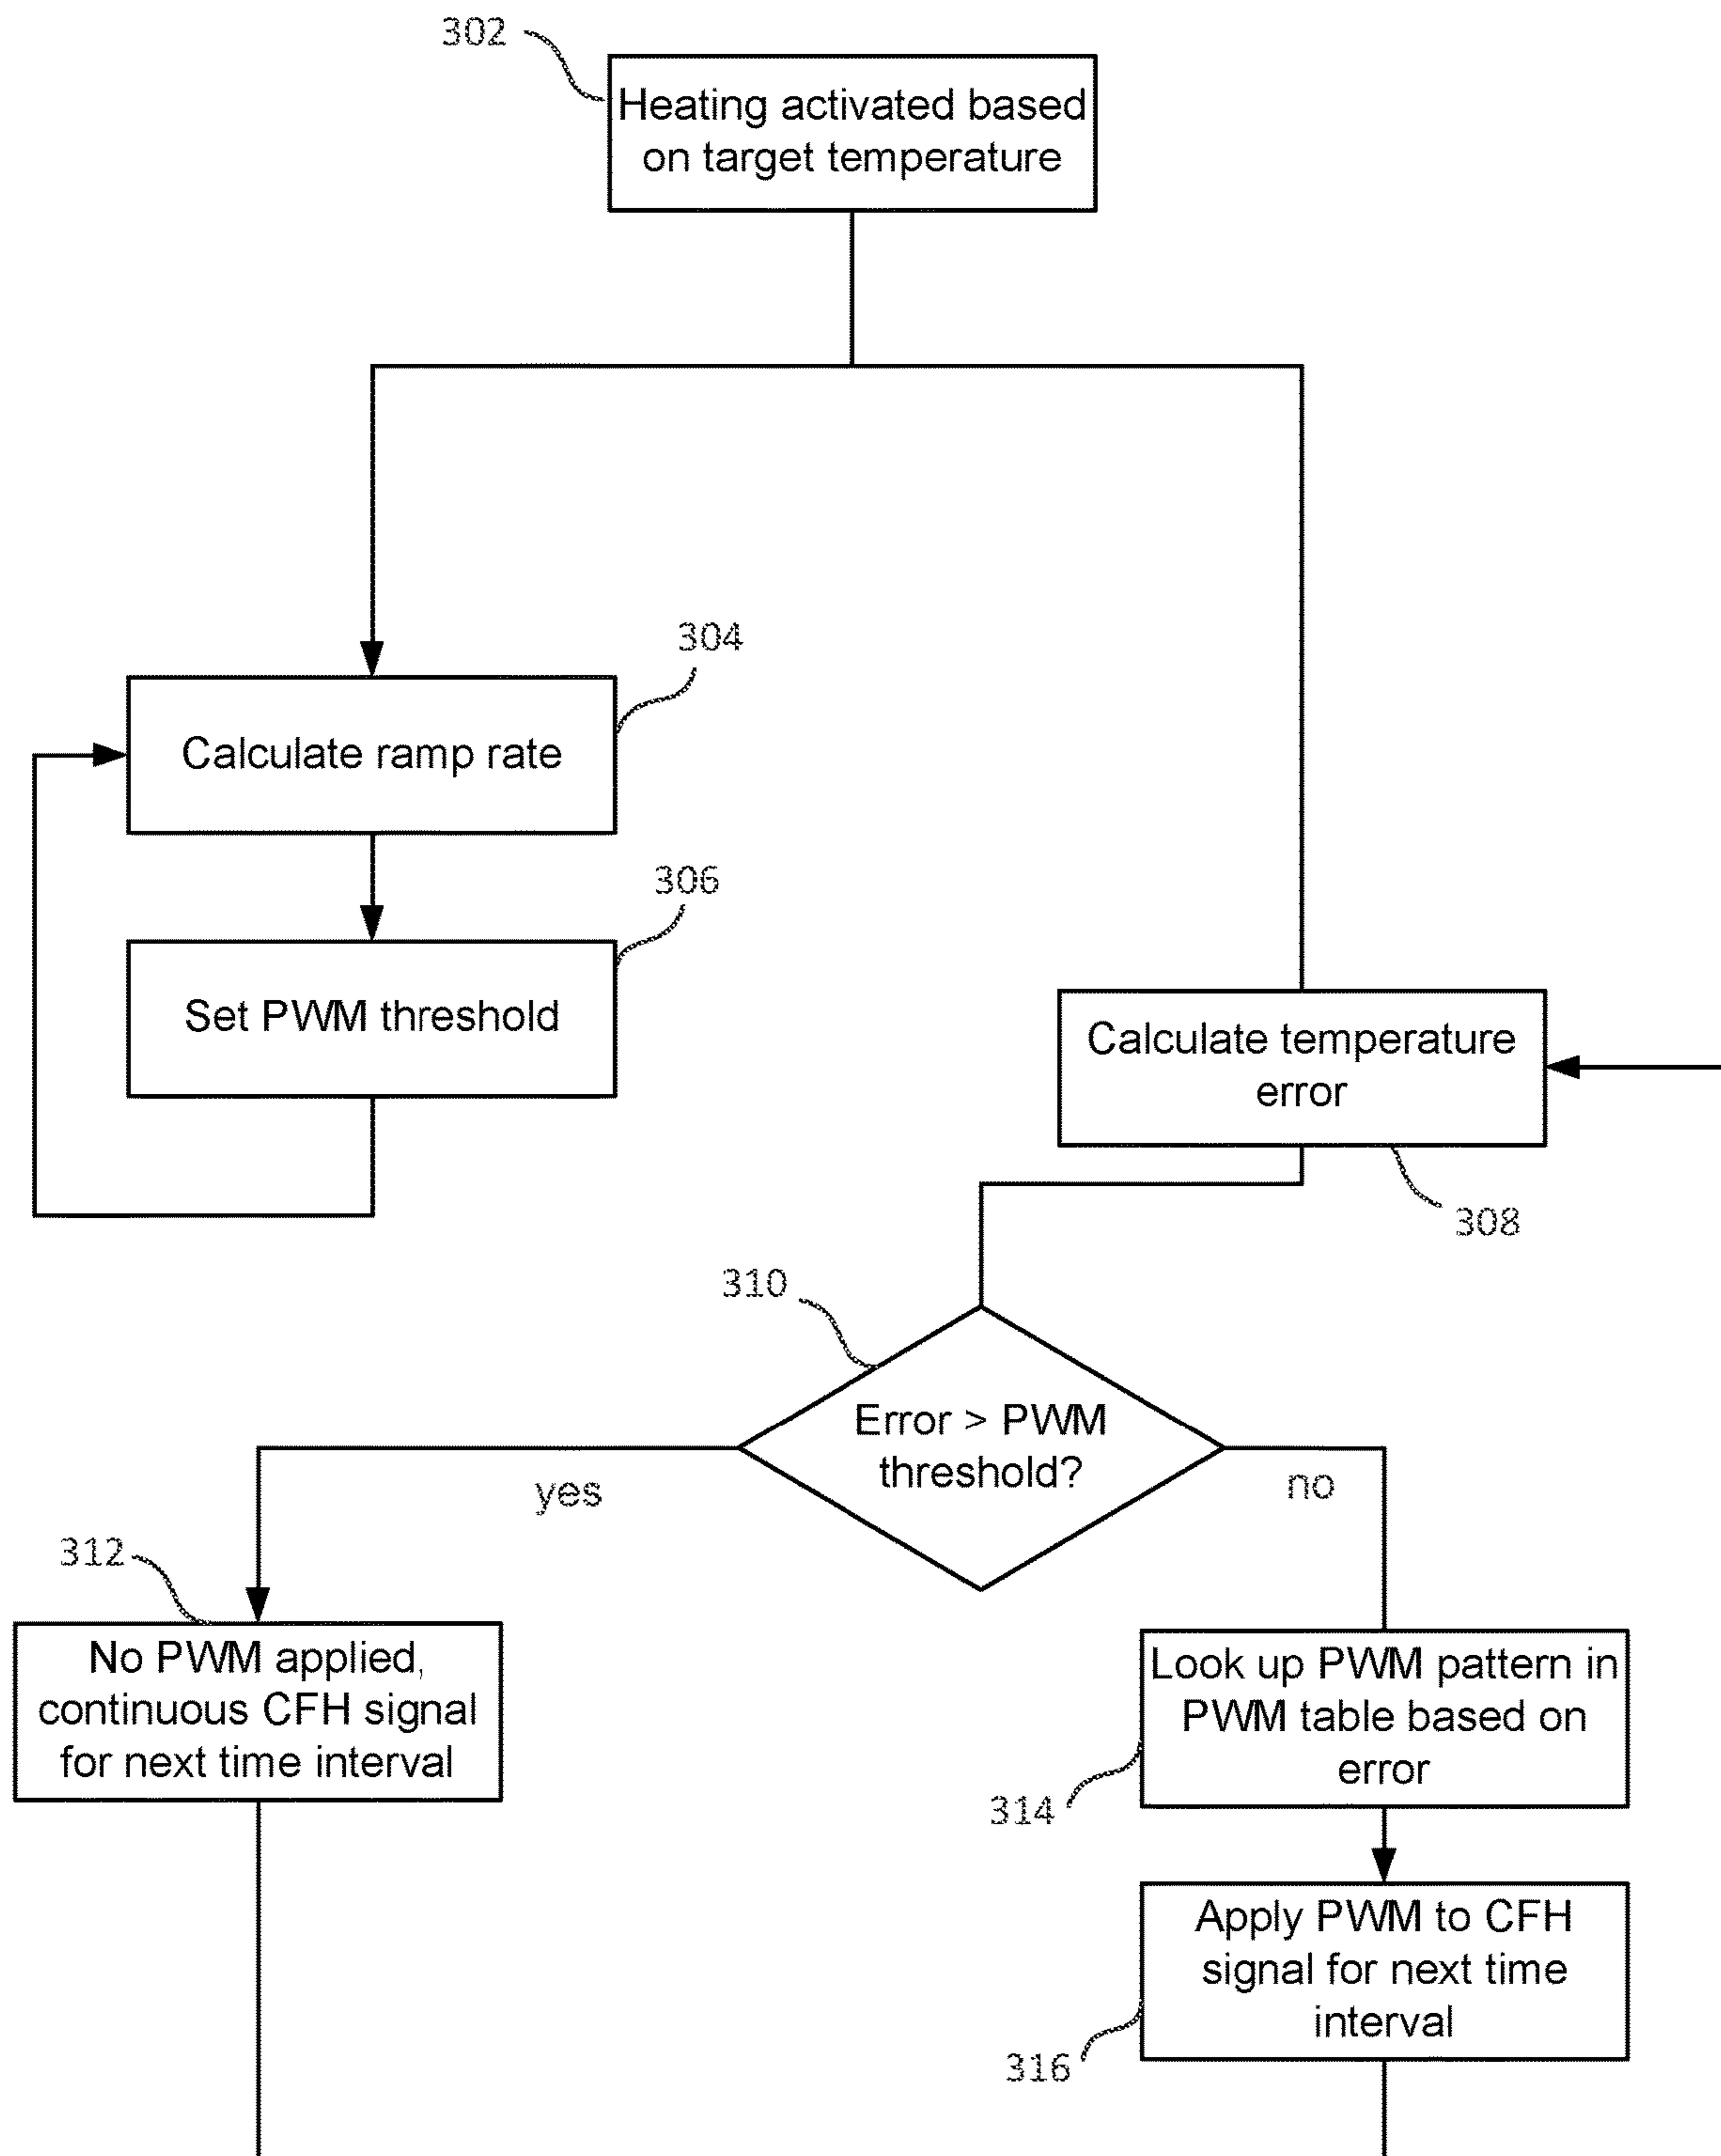 302
Heating activated based
on target temperature
304
Calculate ramp rate
306
Set PWM threshold
Calculate temperature
error
308
310
Error > PWM
threshold?
yes
no
312
No PWM applied,
continuous CFH signal
for next time interval
Look up PWM pattern in
PWM table based on
error
314
Apply PWM to CFH
signal for next time
interval
316